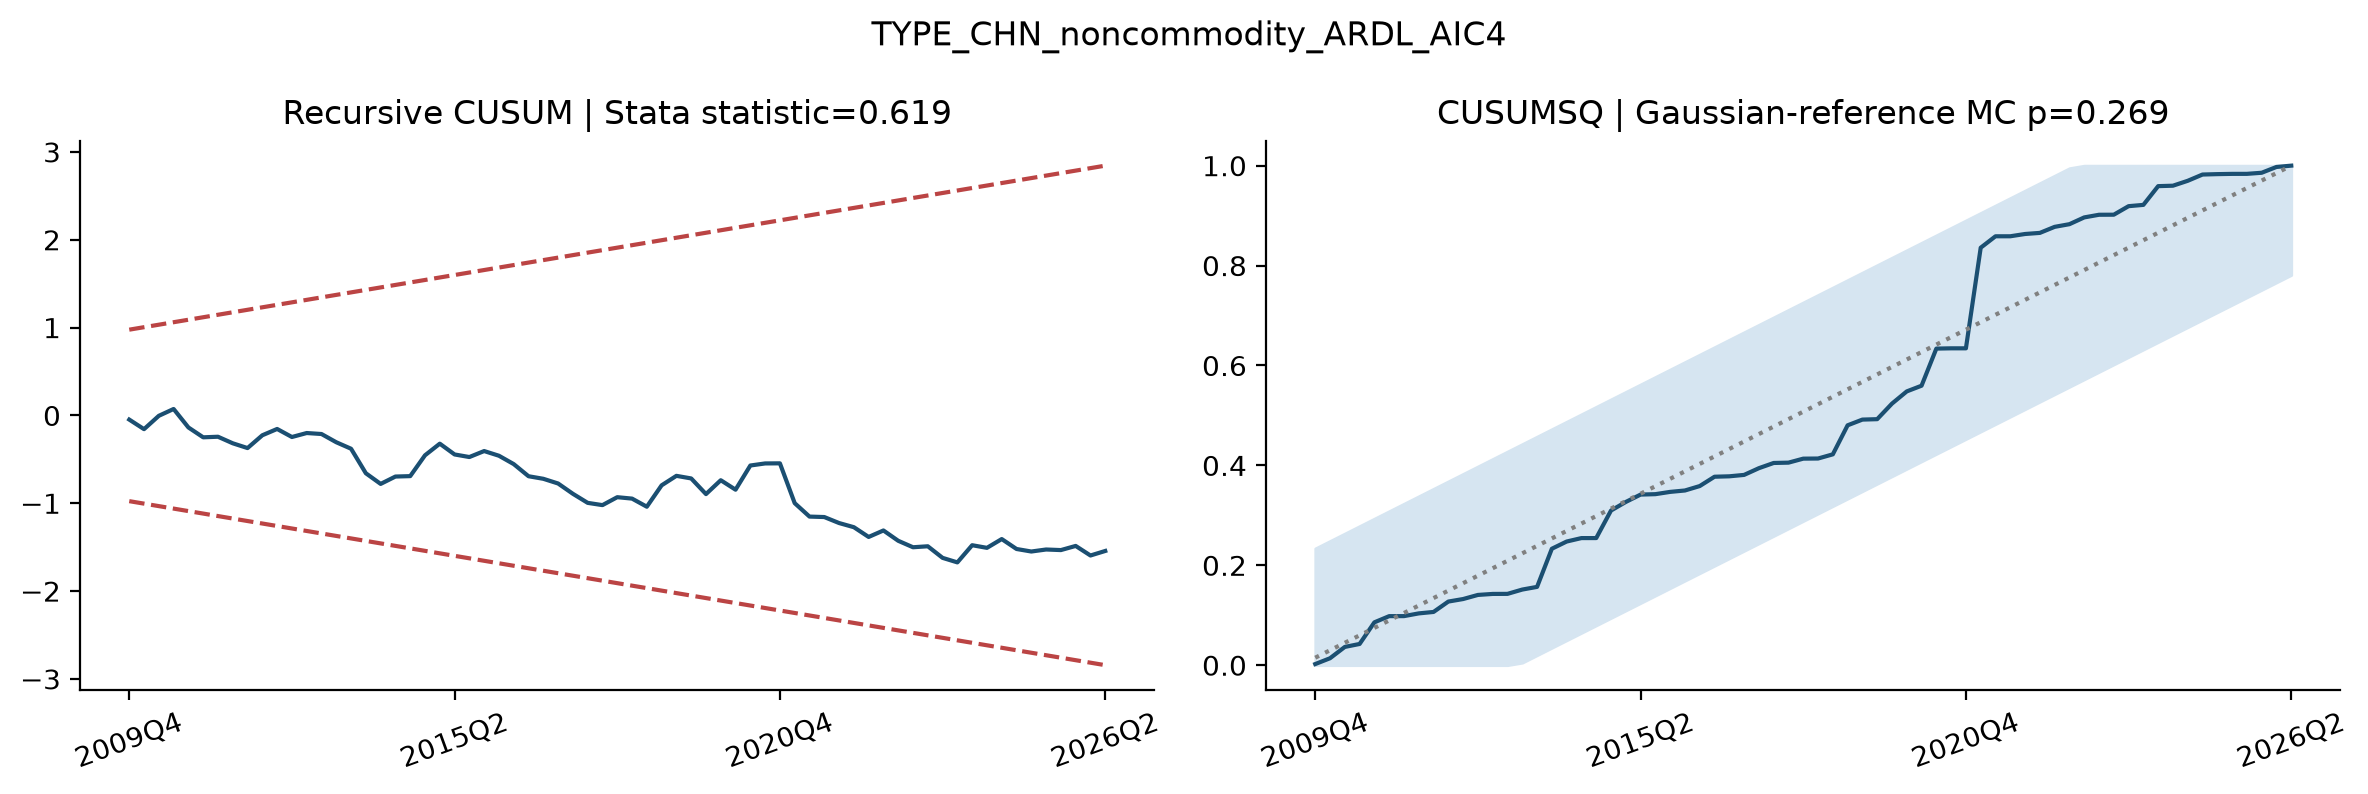 TYPE_CHN_noncommodity_ARDL_AIC4
Recursive CUSUM | Stata statistic=0.619
3
2
1
0
−1
−2
−3
2009Q4
2015Q2
2020Q4
2026Q2
CUSUMSQ | Gaussian-reference MC p=0.269
1.0
0.8
0.6
0.4
0.2
0.0
2009Q4
2015Q2
2020Q4
2026Q2